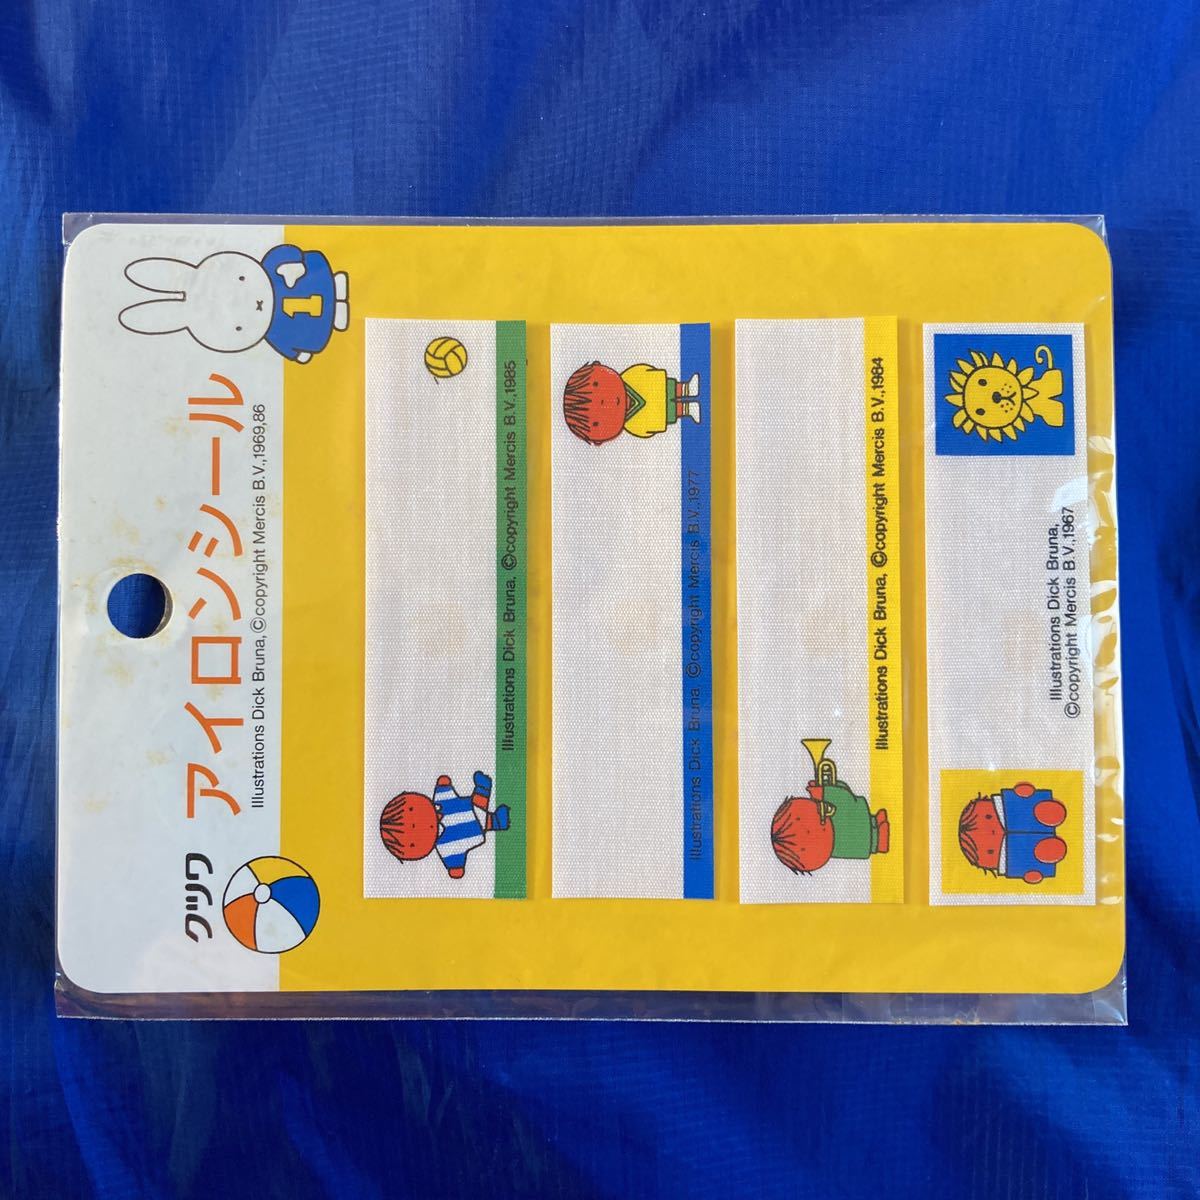 クツワ アイロンシール
Illustrations Dick Bruna, ©copyright Mercis B.V.,1969,86
1
Illustrations Dick Bruna, ©copyright Mercis B.V.,1985
Illustrations Dick Bruna, ©copyright Mercis B.V.,1977
Illustrations Dick Bruna, ©copyright Mercis B.V.,1984
Illustrations Dick Bruna,
©copyright Mercis B.V.,1967